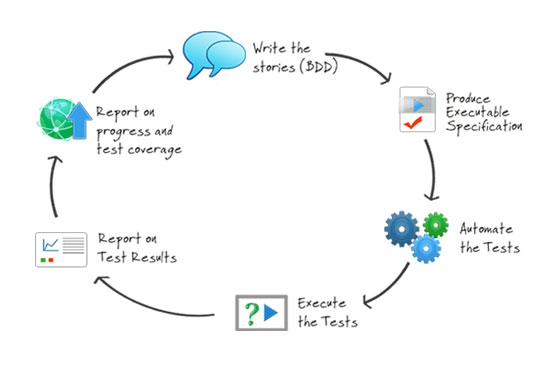 Write the
stories (BDD)
Produce
Executable
Specification
Automate
the Tests
Execute
the Tests
?
Report on
Test Results
Report on
progress and
test coverage